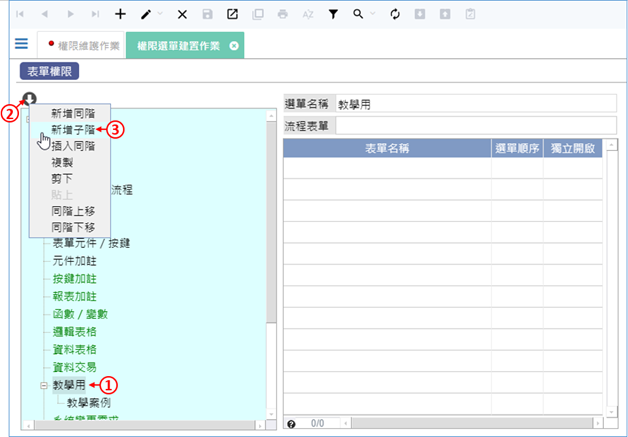 權限維護作業
權限選單建置作業
表單權限
②
新增同階
新增子階 ③
插入同階
複製
剪下
貼上
流程
同階上移
同階下移
表單元件／按鍵
元件加註
按鍵加註
報表加註
函數／變數
邏輯表格
資料表格
資料交易
教學用 ①
教學案例
系統變更需求
選單名稱 教學用
流程表單
表單名稱 選單順序 獨立開啟
0/0